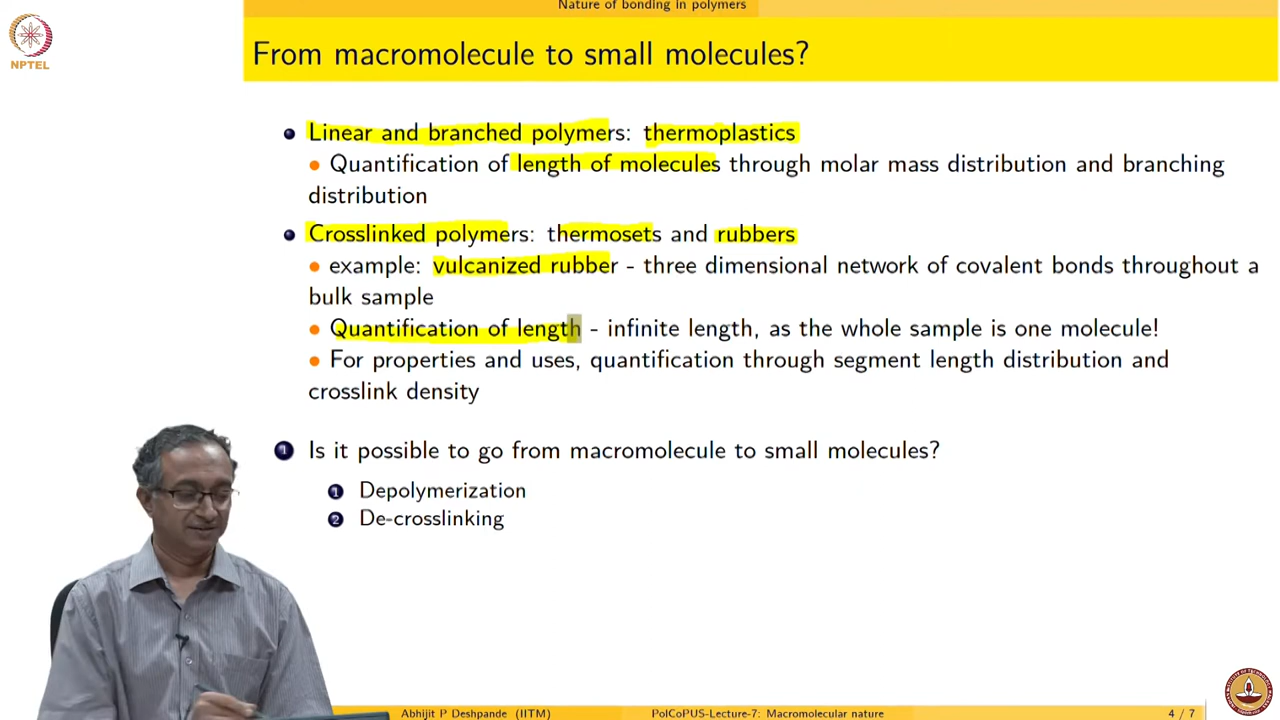 Nature of bonding in polymers
NPTEL
From macromolecule to small molecules?
Linear and branched polymers: thermoplastics
Quantification of length of molecules through molar mass distribution and branching
distribution
Crosslinked polymers: thermosets and rubbers
example: vulcanized rubber - three dimensional network of covalent bonds throughout a
bulk sample
Quantification of length - infinite length, as the whole sample is one molecule!
For properties and uses, quantification through segment length distribution and
crosslink density
1 Is it possible to go from macromolecule to small molecules?
1 Depolymerization
2 De-crosslinking
Abhijit P Deshpande (IITM) PolCoPUS-Lecture-7: Macromolecular nature 4 / 7